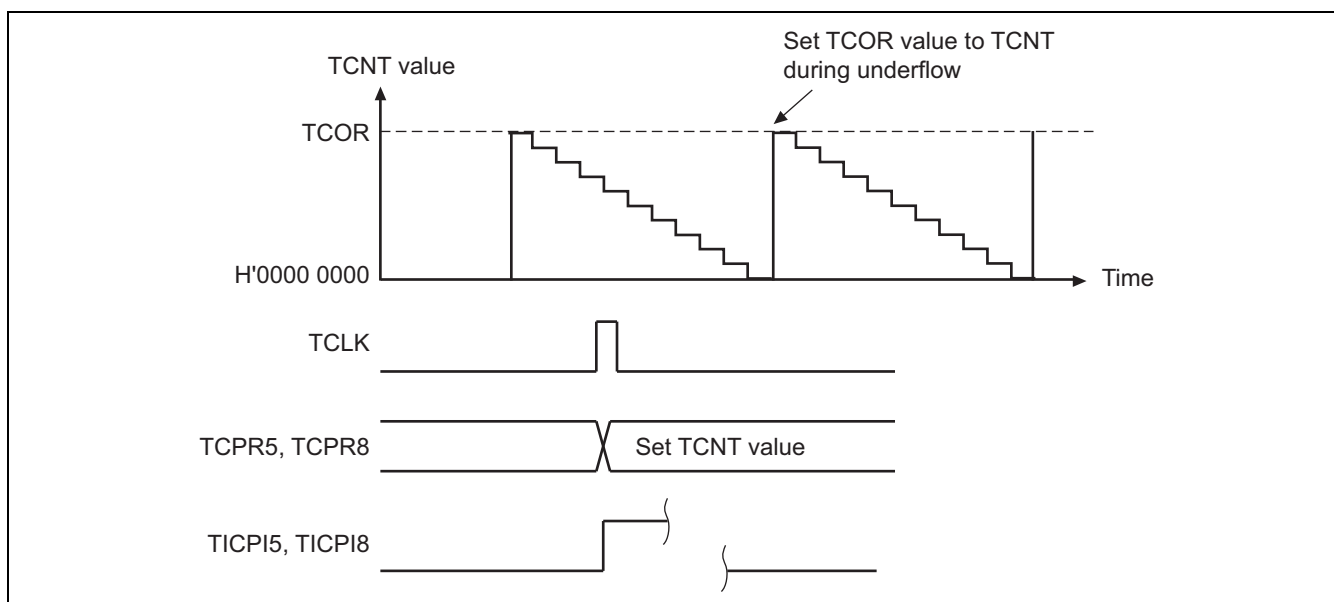 Set TCOR value to TCNT
during underflow
TCNT value
TCOR
H'0000 0000
Time
TCLK
TCPR5, TCPR8
Set TCNT value
TICPI5, TICPI8